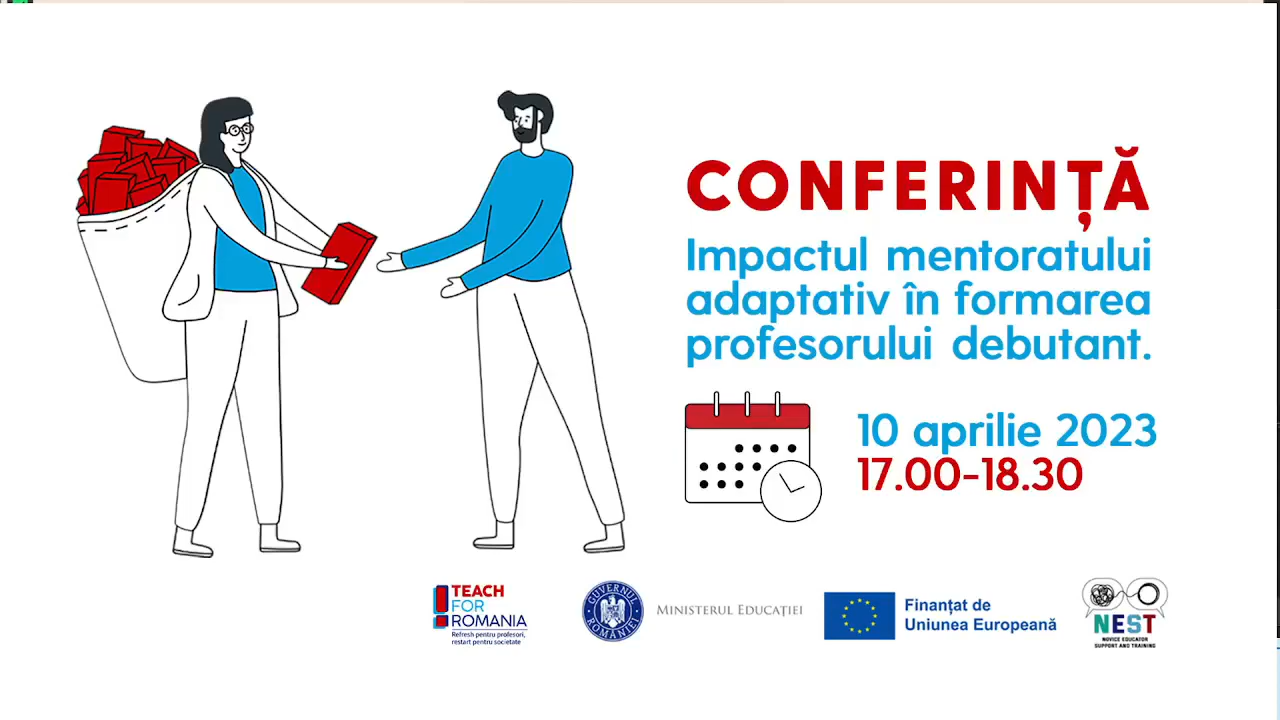 CONFERINȚĂ
Impactul mentoratului
adaptativ în formarea
profesorului debutant.
10 aprilie 2023
17.00-18.30
TEACH
FOR
ROMANIA
Refresh pentru profesori,
restart pentru societate
GUVERNUL ROMÂNIEI
MINISTERUL EDUCAȚIEI
Finanțat de
Uniunea Europeană
NEST
NOVICE EDUCATOR
SUPPORT AND TRAINING